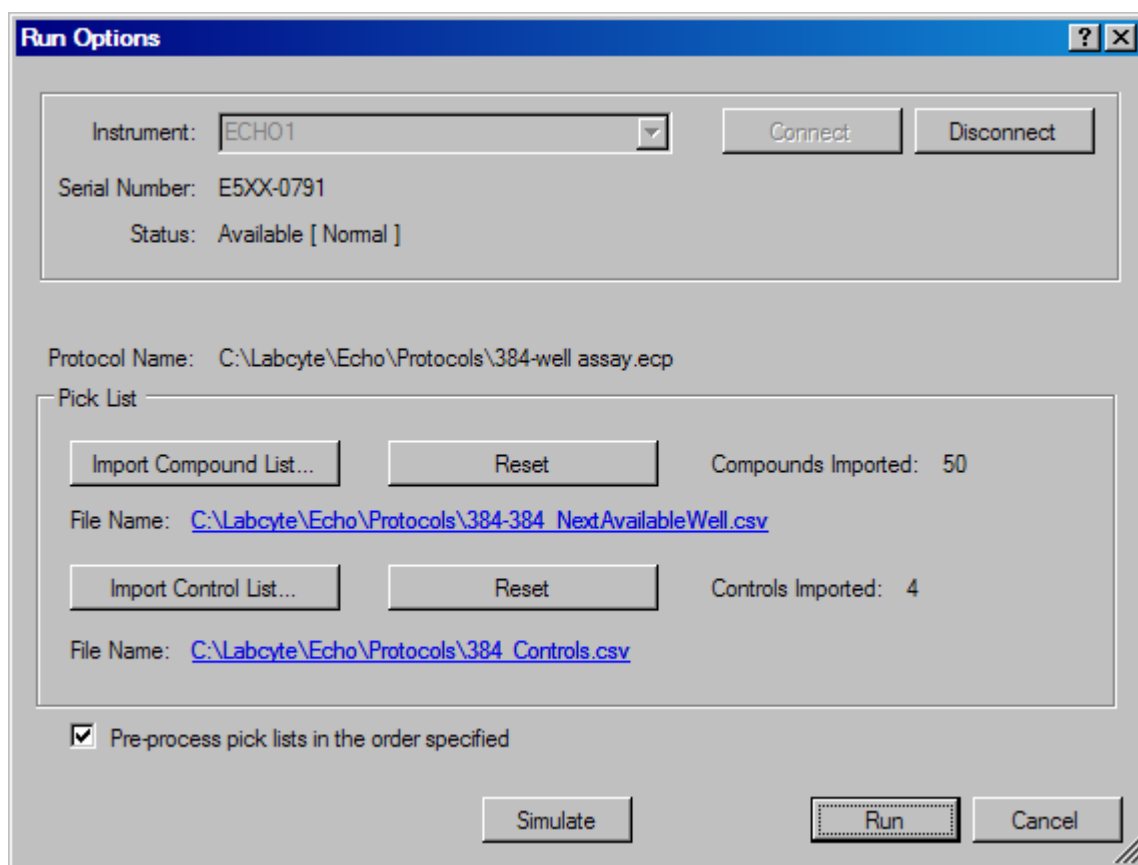 Run Options
Instrument: ECHO1 Connect Disconnect
Serial Number: E5XX-0791
Status: Available [ Normal ]
Protocol Name: C:\Labcyte\Echo\Protocols\384-well assay.ecp
Pick List
Import Compound List... Reset Compounds Imported: 50
File Name: C:\Labcyte\Echo\Protocols\384-384_NextAvailableWell.csv
Import Control List... Reset Controls Imported: 4
File Name: C:\Labcyte\Echo\Protocols\384_Controls.csv
Pre-process pick lists in the order specified
Simulate Run Cancel